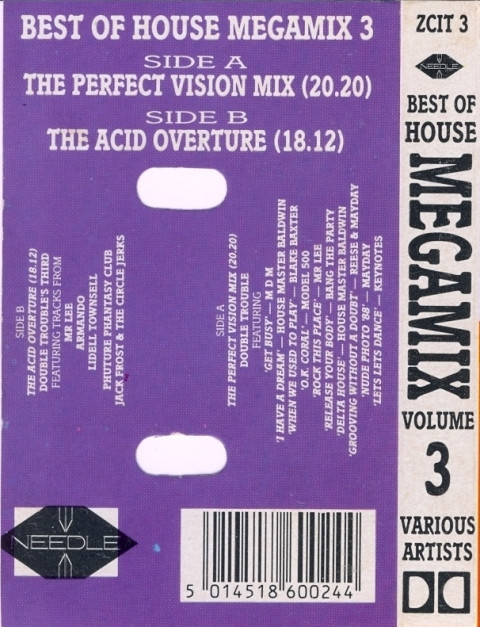 BEST OF HOUSE MEGAMIX 3
SIDE A
THE PERFECT VISION MIX (20.20)
SIDE B
THE ACID OVERTURE (18.12)
SIDE B
THE ACID OVERTURE (18.12)
DOUBLE TROUBLE'S THIRD
FEATURING TRACKS FROM
MR LEE
ARMANDO
LIDELL TOWNSELL
PHUTURE PHANTASY CLUB
JACK FROST & THE CIRCLE JERKS
SIDE A
THE PERFECT VISION MIX (20.20)
DOUBLE TROUBLE
FEATURING
'GET BUSY' — M D M
'I HAVE A DREAM' — HOUSE MASTER BALDWIN
'WHEN WE USED TO PLAY' — BLAKE BAXTER
'O.K. CORAL' — MODEL 500
'ROCK THIS PLACE' — MR LEE
'RELEASE YOUR BODY' — BANG THE PARTY
'DELTA HOUSE' — HOUSE MASTER BALDWIN
'GROOVING WITHOUT A DOUBT' — REESE & MAYDAY
'NUDE PHOTO '88' — MAYDAY
'LETS LETS DANCE' — KEYNOTES
NEEDLE
5 014518 600244
ZCIT 3
NEEDLE
BEST OF
HOUSE
MEGAMIX
VOLUME
3
VARIOUS
ARTISTS